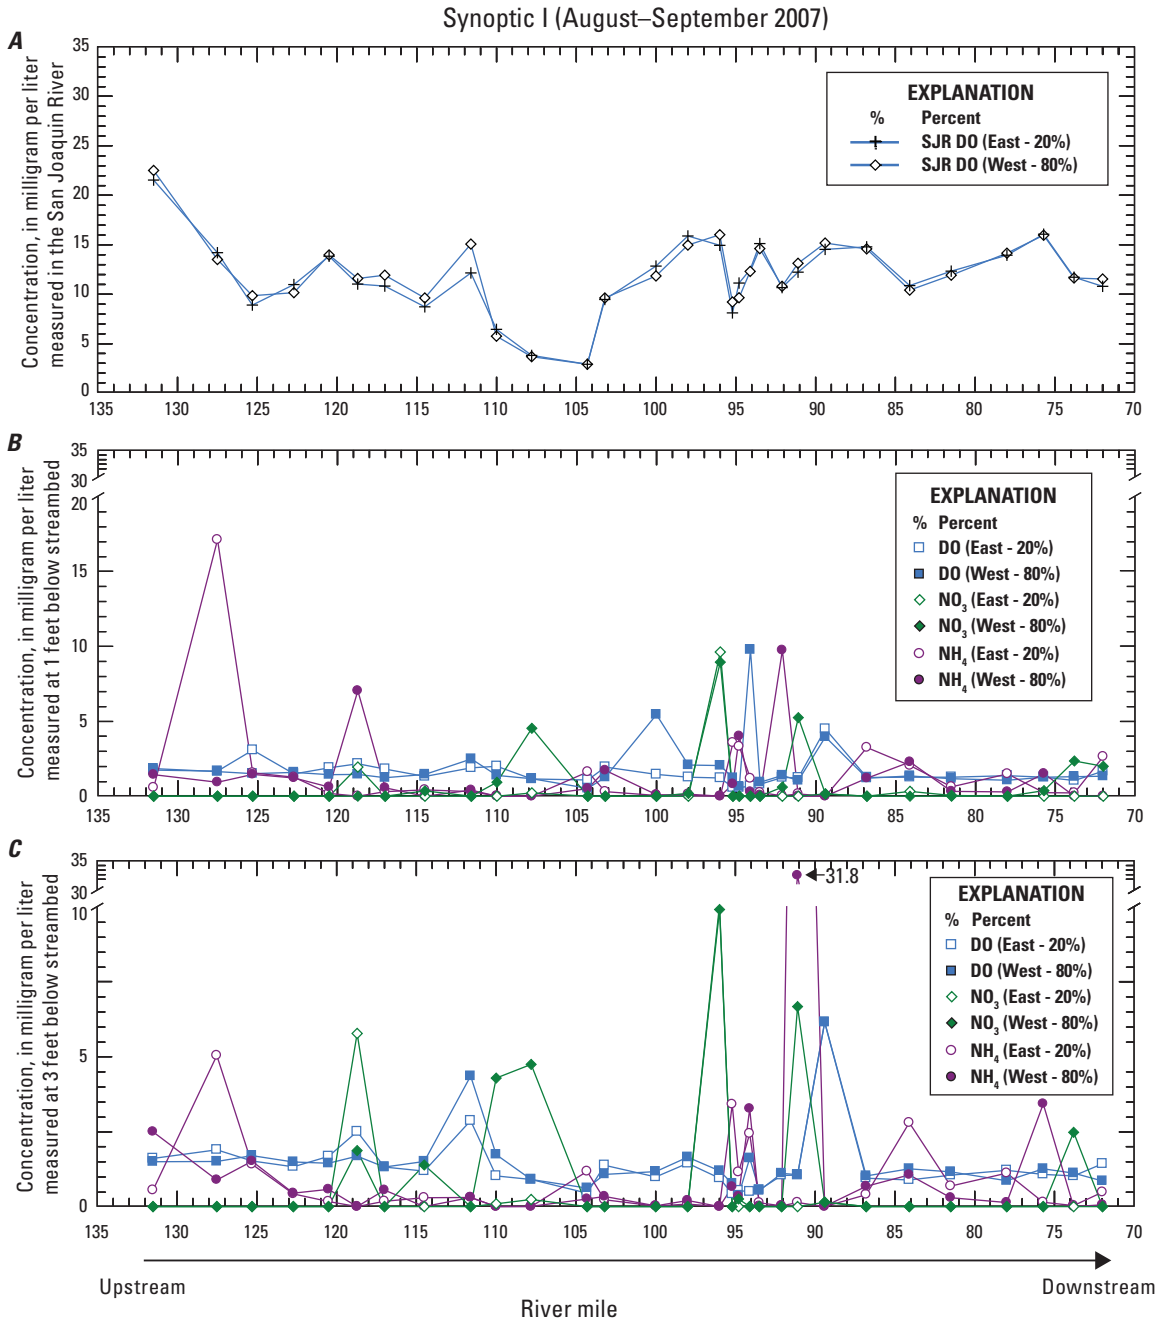 Synoptic I (August–September 2007)
A
Concentration, in milligram per liter
measured in the San Joaquin River
35
30
25
20
15
10
5
0
EXPLANATION
% Percent
SJR DO (East - 20%)
SJR DO (West - 80%)
135 130 125 120 115 110 105 100 95 90 85 80 75 70
B
Concentration, in milligram per liter
measured at 1 feet below streambed
35
30
20
15
10
5
0
EXPLANATION
% Percent
DO (East - 20%)
DO (West - 80%)
NO3 (East - 20%)
NO3 (West - 80%)
NH4 (East - 20%)
NH4 (West - 80%)
135 130 125 120 115 110 105 100 95 90 85 80 75 70
C
Concentration, in milligram per liter
measured at 3 feet below streambed
35
30
10
5
0
31.8
EXPLANATION
% Percent
DO (East - 20%)
DO (West - 80%)
NO3 (East - 20%)
NO3 (West - 80%)
NH4 (East - 20%)
NH4 (West - 80%)
135 130 125 120 115 110 105 100 95 90 85 80 75 70
Upstream Downstream
River mile